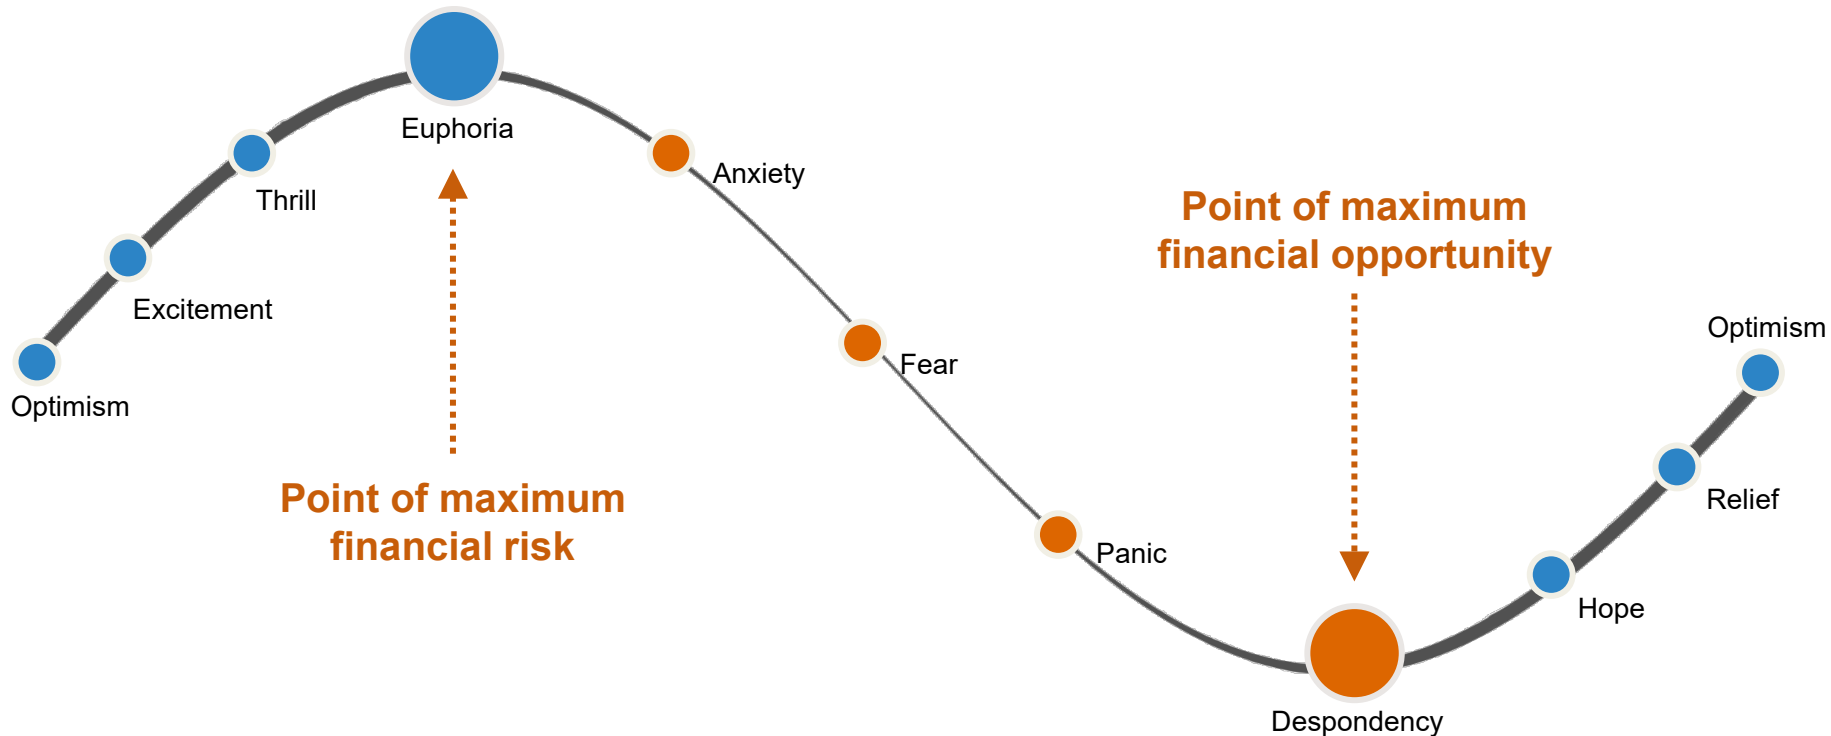 Euphoria
Thrill
Anxiety
Excitement
Optimism
Point of maximum
financial risk
Fear
Panic
Point of maximum
financial opportunity
Despondency
Hope
Relief
Optimism